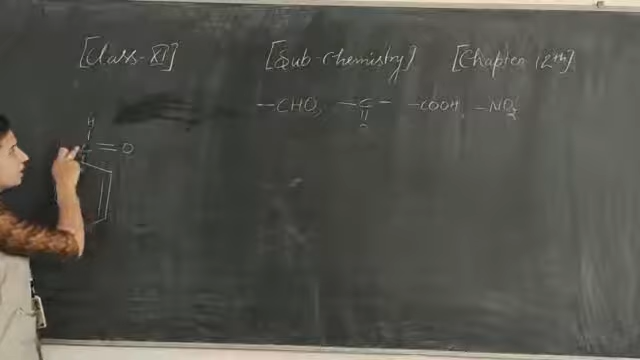 [Class-XI] [Sub-Chemistry] [Chapter 12th]
-CHO, -C- -COOH, -NO2
O
H
C=O